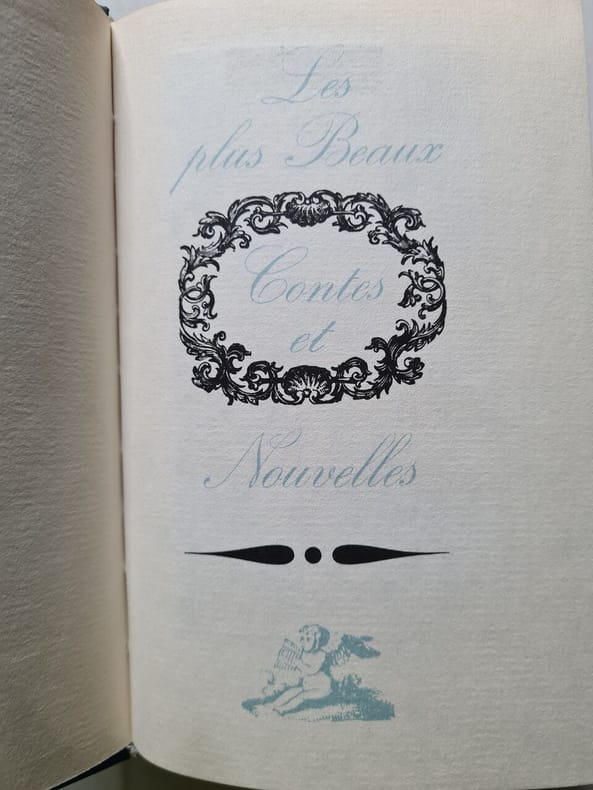 Les
plus Beaux
Contes
et
Nouvelles